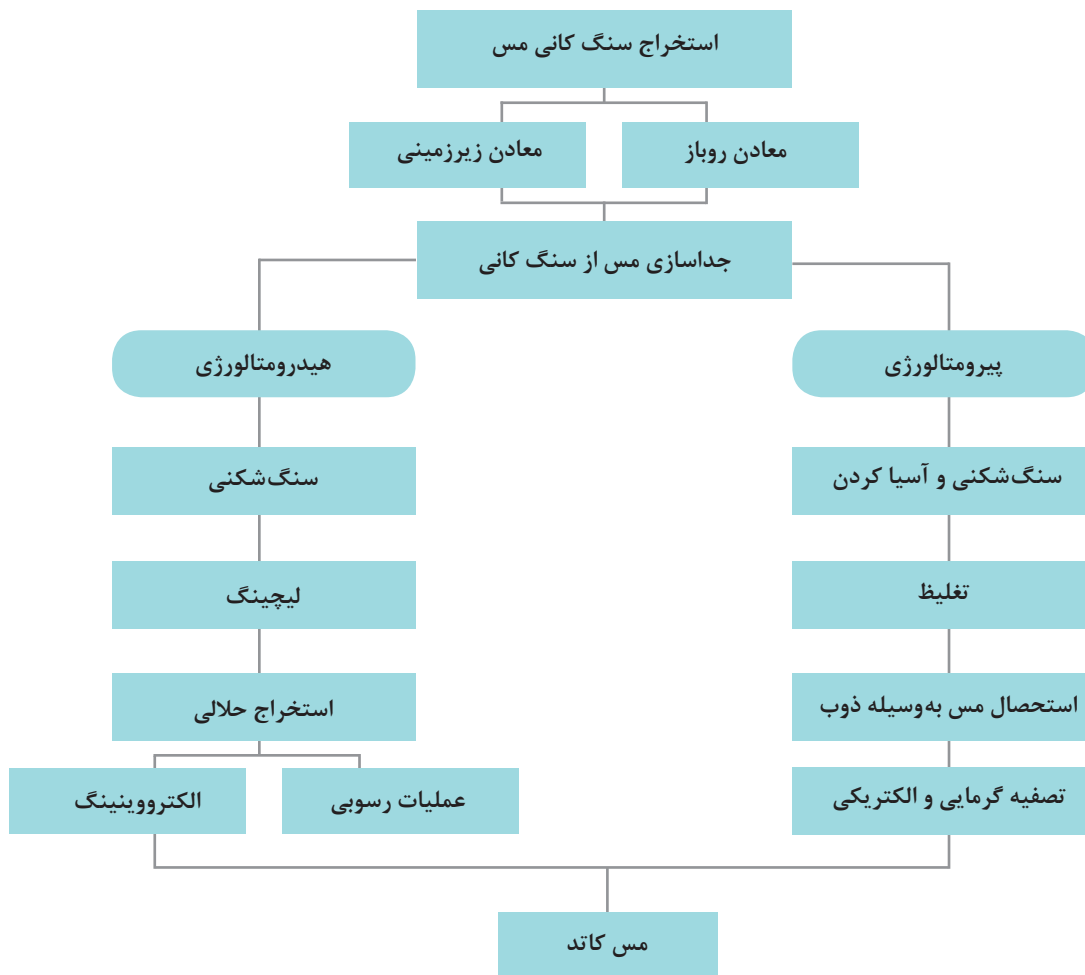 استخراج سنگ کانی مس
معادن روباز
معادن زیرزمینی
جداسازی مس از سنگ کانی
پیرومتالورژی
هیدرومتالورژی
سنگ‌شکنی و آسیا کردن
سنگ‌شکنی
تغلیظ
لیچینگ
استحصال مس به‌وسیله ذوب
استخراج حلالی
تصفیه گرمایی و الکتریکی
عملیات رسوبی
الکترووینینگ
مس کاتد